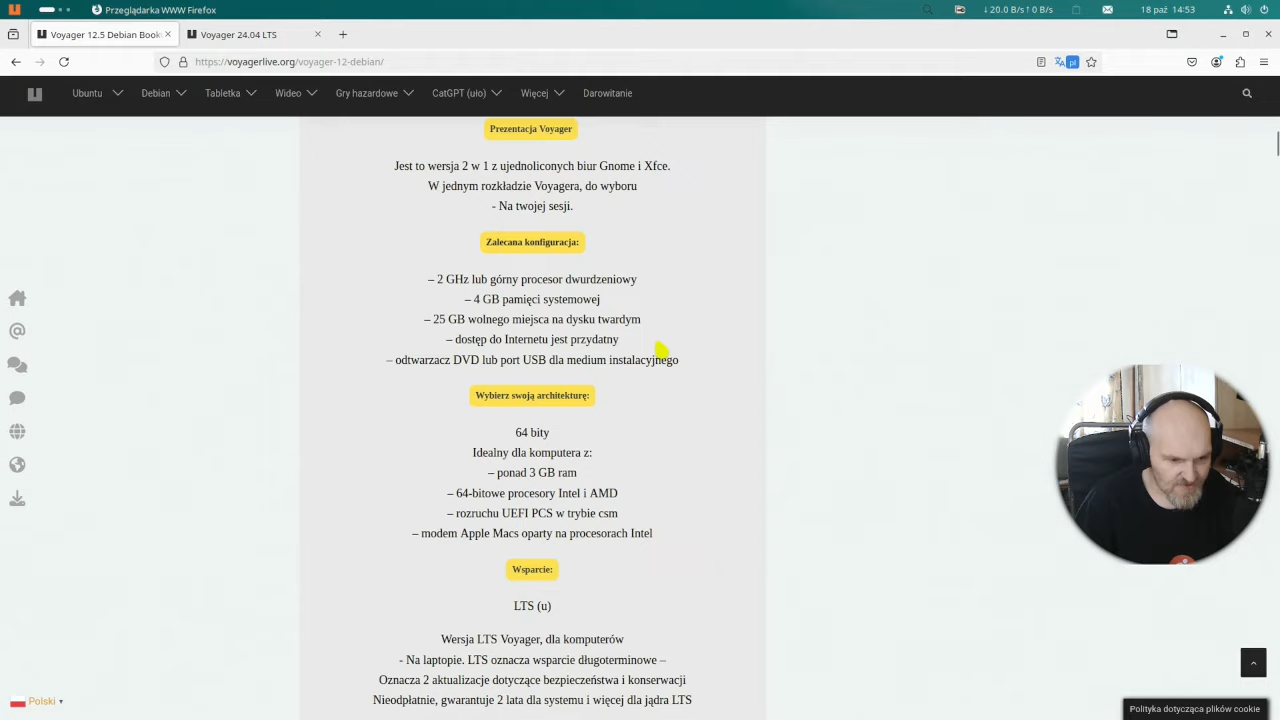 Przeglądarka WWW Firefox
↓ 20.0 B/s↑ 0 B/s
18 paź 14:53
Voyager 12.5 Debian Book
Voyager 24.04 LTS
https://voyagerlive.org/voyager-12-debian/
pl
Ubuntu
Debian
Tabletka
Wideo
Gry hazardowe
CatGPT (uło)
Więcej
Darowitanie
Prezentacja Voyager
Jest to wersja 2 w 1 z ujednoliconych biur Gnome i Xfce.
W jednym rozkładzie Voyagera, do wyboru
- Na twojej sesji.
Zalecana konfiguracja:
– 2 GHz lub górny procesor dwurdzeniowy
– 4 GB pamięci systemowej
– 25 GB wolnego miejsca na dysku twardym
– dostęp do Internetu jest przydatny
– odtwarzacz DVD lub port USB dla medium instalacyjnego
Wybierz swoją architekturę:
64 bity
Idealny dla komputera z:
– ponad 3 GB ram
– 64-bitowe procesory Intel i AMD
– rozruchu UEFI PCS w trybie csm
– modem Apple Macs oparty na procesorach Intel
Wsparcie:
LTS (u)
Wersja LTS Voyager, dla komputerów
- Na laptopie. LTS oznacza wsparcie długoterminowe –
Oznacza 2 aktualizacje dotyczące bezpieczeństwa i konserwacji
Nieodpłatnie, gwarantuje 2 lata dla systemu i więcej dla jądra LTS
Polski
Polityka dotycząca plików cookie